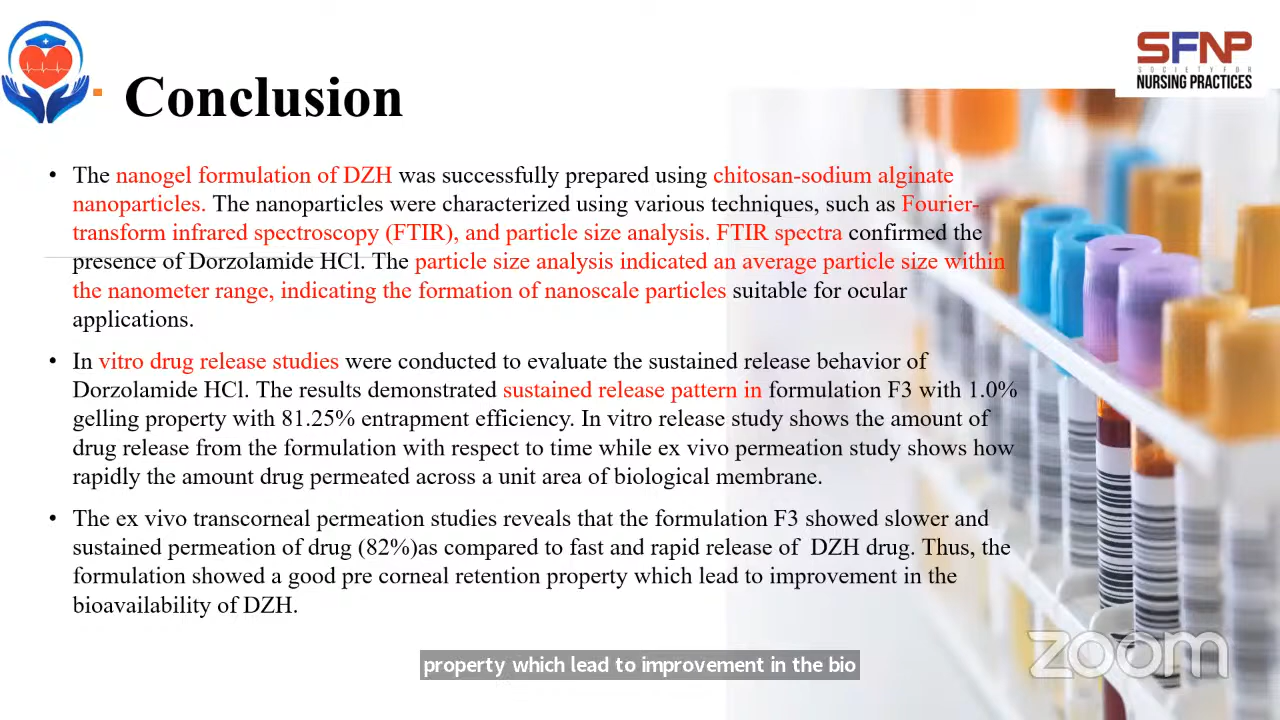 SFNP
SOCIETY FOR
NURSING PRACTICES
Conclusion
• The nanogel formulation of DZH was successfully prepared using chitosan-sodium alginate
nanoparticles. The nanoparticles were characterized using various techniques, such as Fourier-
transform infrared spectroscopy (FTIR), and particle size analysis. FTIR spectra confirmed the
presence of Dorzolamide HCl. The particle size analysis indicated an average particle size within
the nanometer range, indicating the formation of nanoscale particles suitable for ocular
applications.
• In vitro drug release studies were conducted to evaluate the sustained release behavior of
Dorzolamide HCl. The results demonstrated sustained release pattern in formulation F3 with 1.0%
gelling property with 81.25% entrapment efficiency. In vitro release study shows the amount of
drug release from the formulation with respect to time while ex vivo permeation study shows how
rapidly the amount drug permeated across a unit area of biological membrane.
• The ex vivo transcorneal permeation studies reveals that the formulation F3 showed slower and
sustained permeation of drug (82%)as compared to fast and rapid release of DZH drug. Thus, the
formulation showed a good pre corneal retention property which lead to improvement in the
bioavailability of DZH.
property which lead to improvement in the bio
zoom